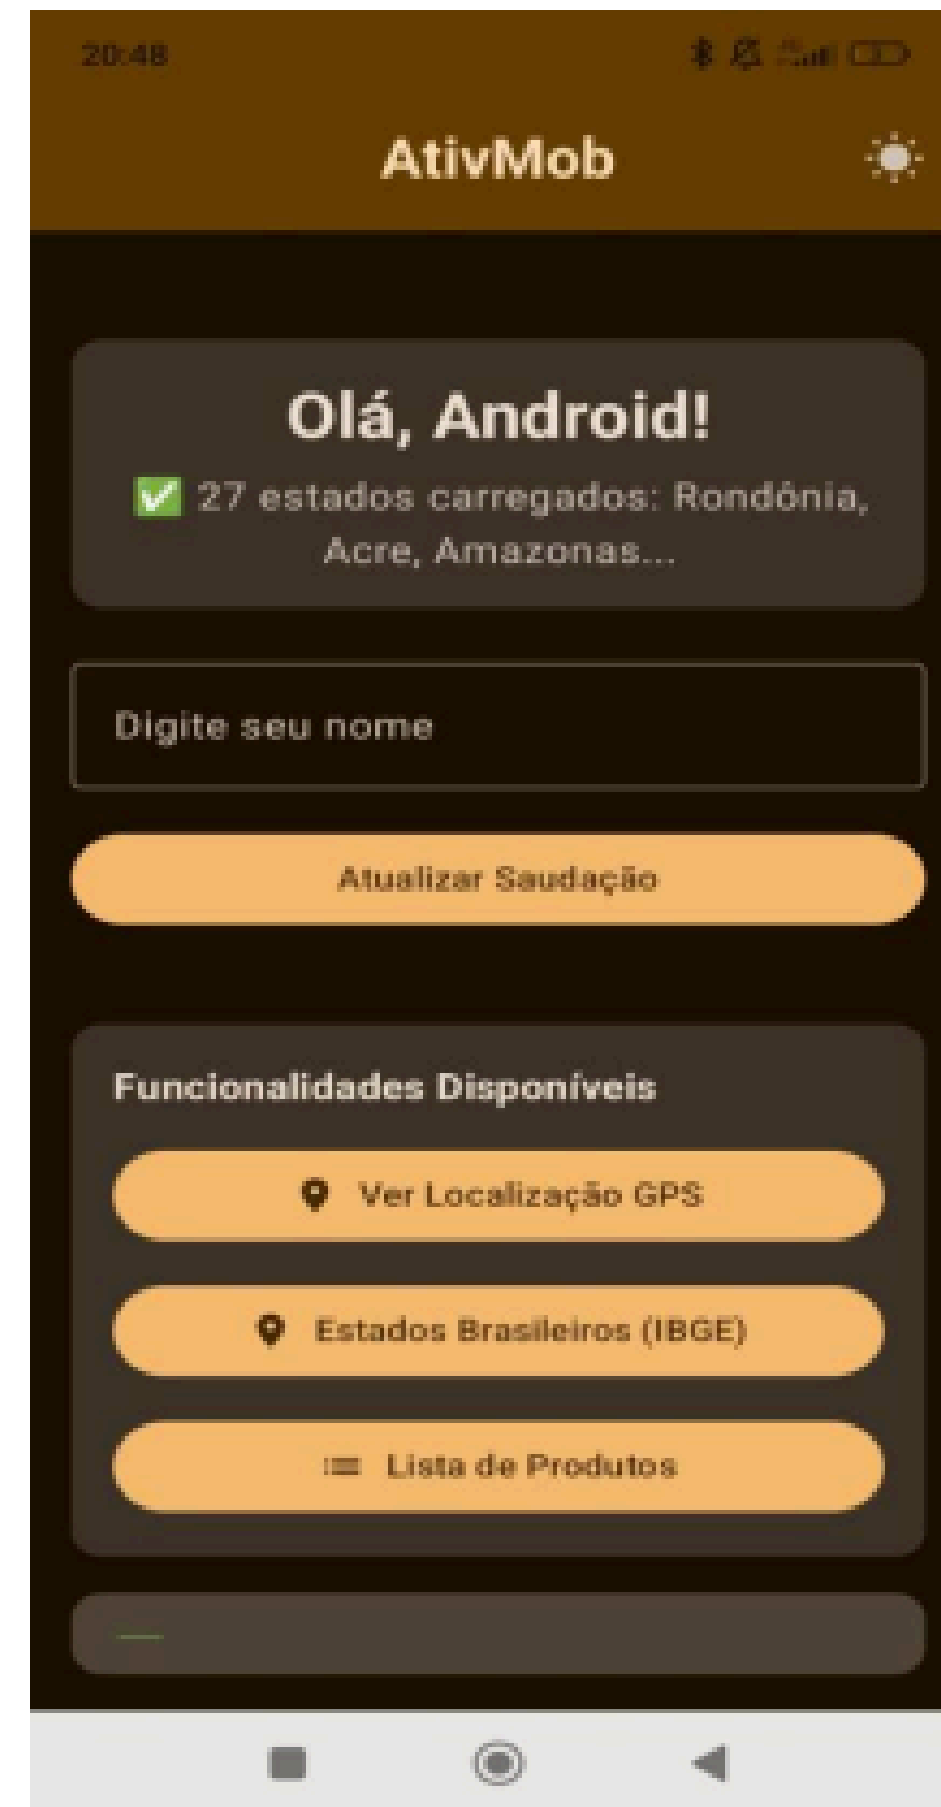 20:48
AtivMob
Olá, Android!
✅ 27 estados carregados: Rondônia,
Acre, Amazonas...
Digite seu nome
Atualizar Saudação
Funcionalidades Disponíveis
Ver Localização GPS
Estados Brasileiros (IBGE)
Lista de Produtos